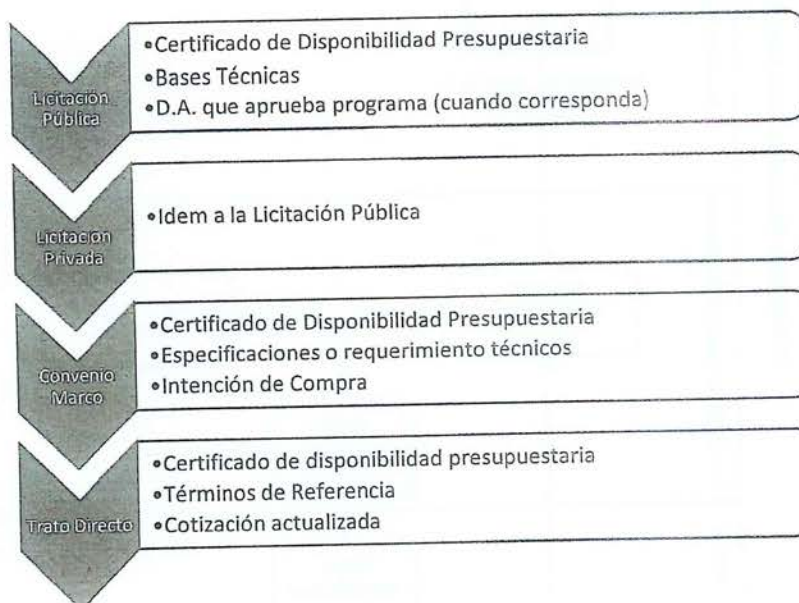 Licitación
Pública
•Certificado de Disponibilidad Presupuestaria
•Bases Técnicas
•D.A. que aprueba programa (cuando corresponda)
Licitación
Privada
•Idem a la Licitación Pública
Convenio
Marco
•Certificado de Disponibilidad Presupuestaria
•Especificaciones o requerimiento técnicos
•Intención de Compra
Trato Directo
•Certificado de disponibilidad presupuestaria
•Términos de Referencia
•Cotización actualizada